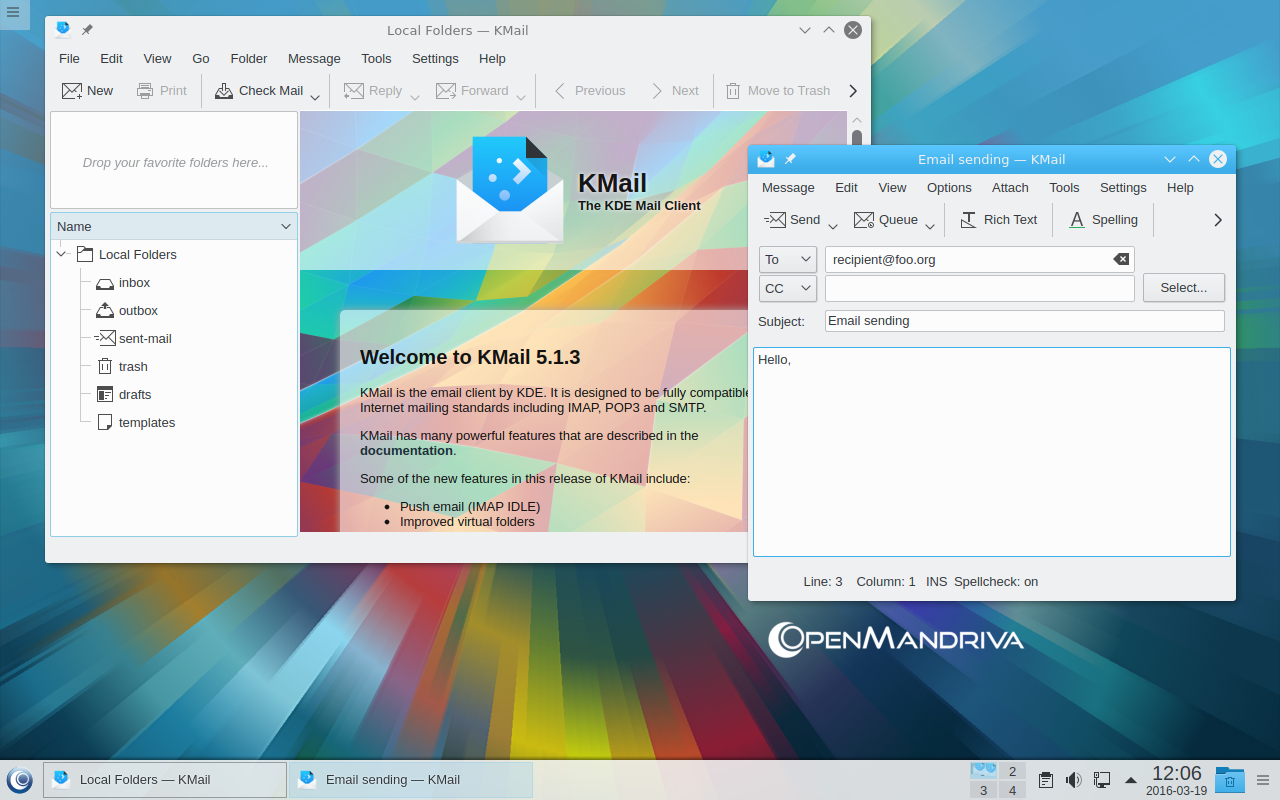 Local Folders — KMail
File Edit View Go Folder Message Tools Settings Help
New Print Check Mail Reply Forward Previous Next Move to Trash
Drop your favorite folders here...
Name
Local Folders
inbox
outbox
sent-mail
trash
drafts
templates
KMail
The KDE Mail Client
Welcome to KMail 5.1.3
KMail is the email client by KDE. It is designed to be fully compatible
Internet mailing standards including IMAP, POP3 and SMTP.
KMail has many powerful features that are described in the
documentation.
Some of the new features in this release of KMail include:
• Push email (IMAP IDLE)
• Improved virtual folders
Email sending — KMail
Message Edit View Options Attach Tools Settings Help
Send Queue Rich Text Spelling
To recipient@foo.org
CC
Select...
Subject: Email sending
Hello,
Line: 3 Column: 1 INS Spellcheck: on
OpenMandriva
Local Folders — KMail
Email sending — KMail
2
3 4
12:06
2016-03-19